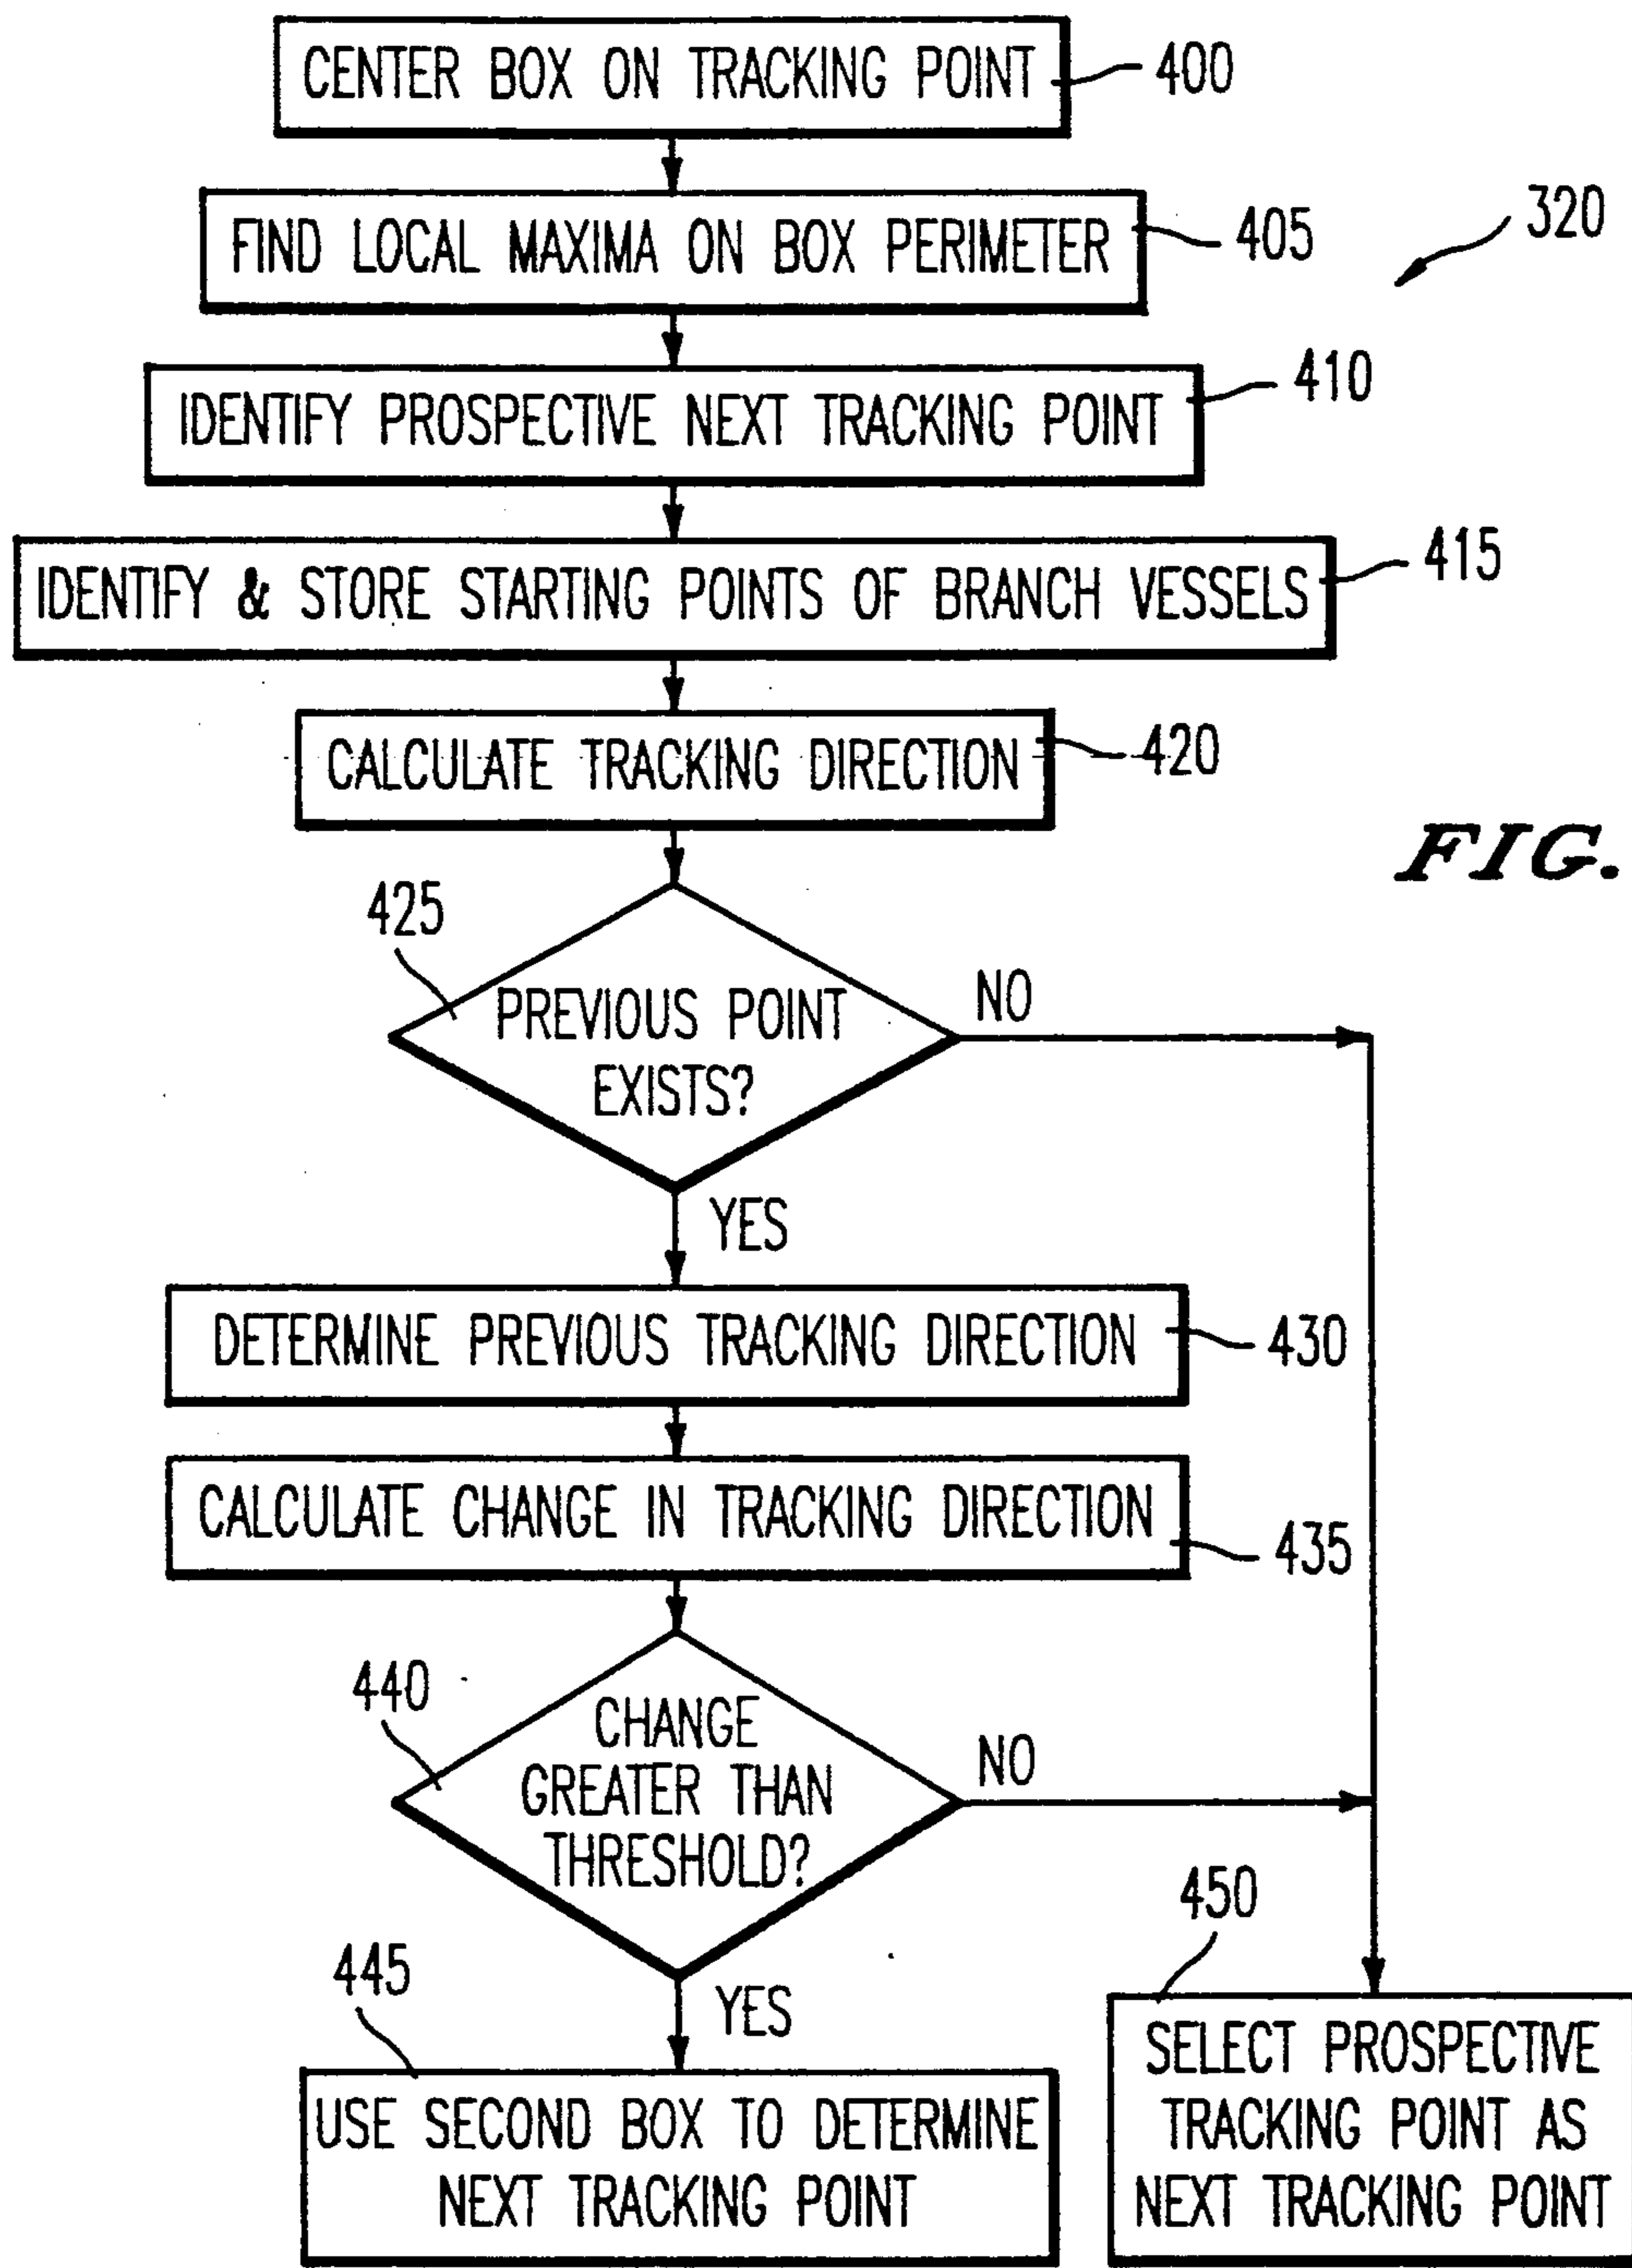 CENTER BOX ON TRACKING POINT
400
FIND LOCAL MAXIMA ON BOX PERIMETER
405
320
IDENTIFY PROSPECTIVE NEXT TRACKING POINT
410
IDENTIFY & STORE STARTING POINTS OF BRANCH VESSELS
415
CALCULATE TRACKING DIRECTION
420
FIG.
425
PREVIOUS POINT
EXISTS?
NO
YES
DETERMINE PREVIOUS TRACKING DIRECTION
430
CALCULATE CHANGE IN TRACKING DIRECTION
435
440
CHANGE
GREATER THAN
THRESHOLD?
NO
YES
445
USE SECOND BOX TO DETERMINE
NEXT TRACKING POINT
450
SELECT PROSPECTIVE
TRACKING POINT AS
NEXT TRACKING POINT